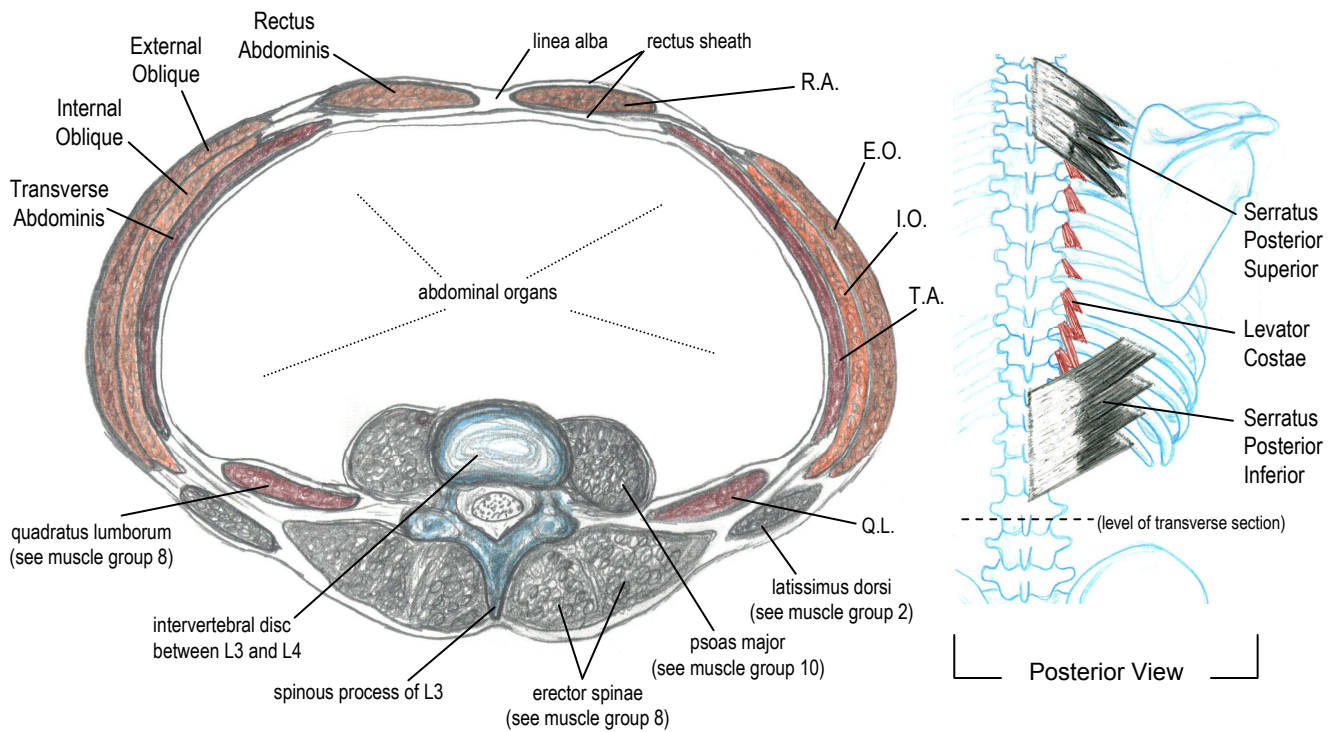 Rectus
Abdominis
linea alba
rectus sheath
External
Oblique
R.A.
Internal
Oblique
E.O.
Transverse
Abdominis
I.O.
T.A.
abdominal organs
quadratus lumborum
(see muscle group 8)
Q.L.
latissimus dorsi
(see muscle group 2)
intervertebral disc
between L3 and L4
psoas major
(see muscle group 10)
spinous process of L3
erector spinae
(see muscle group 8)
Serratus
Posterior
Superior
Levator
Costae
Serratus
Posterior
Inferior
(level of transverse section)
Posterior View